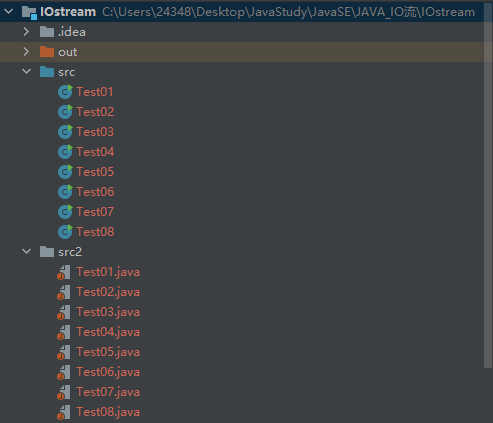 IOstream C:\Users\24348\Desktop\JavaStudy\JavaSE\JAVA_IO流\IOstream
.idea
out
src
Test01
Test02
Test03
Test04
Test05
Test06
Test07
Test08
src2
Test01.java
Test02.java
Test03.java
Test04.java
Test05.java
Test06.java
Test07.java
Test08.java